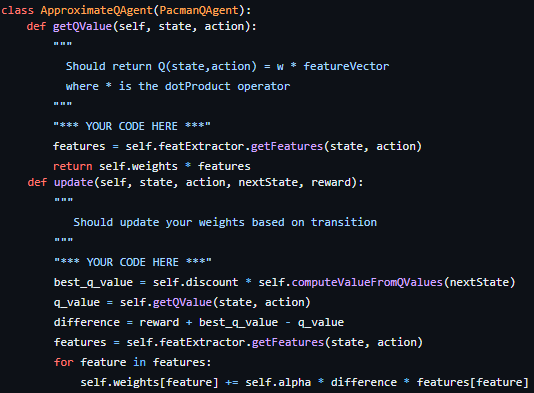 class ApproximateQAgent(PacmanQAgent):
    def getQValue(self, state, action):
        """
          Should return Q(state,action) = w * featureVector
          where * is the dotProduct operator
        """
        "*** YOUR CODE HERE ***"
        features = self.featExtractor.getFeatures(state, action)
        return self.weights * features
    def update(self, state, action, nextState, reward):
        """
           Should update your weights based on transition
        """
        "*** YOUR CODE HERE ***"
        best_q_value = self.discount * self.computeValueFromQValues(nextState)
        q_value = self.getQValue(state, action)
        difference = reward + best_q_value - q_value
        features = self.featExtractor.getFeatures(state, action)
        for feature in features:
            self.weights[feature] += self.alpha * difference * features[feature]